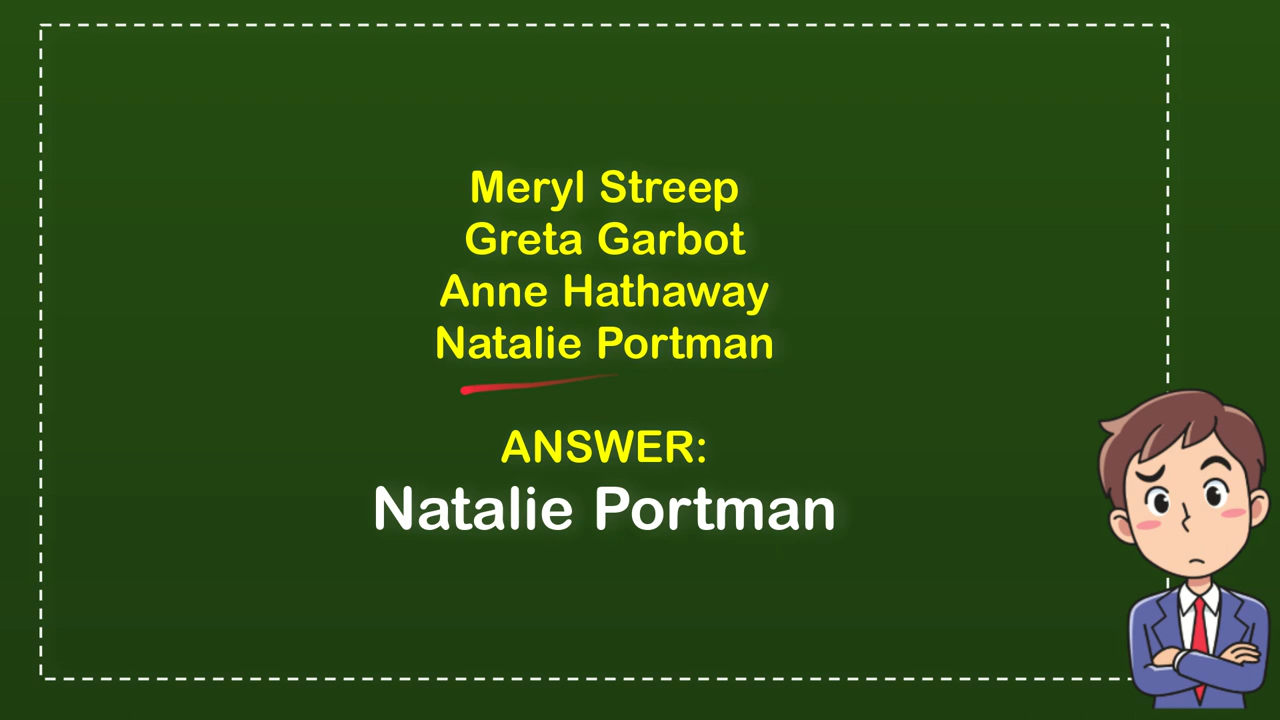 Meryl Streep
Greta Garbot
Anne Hathaway
Natalie Portman
ANSWER:
Natalie Portman